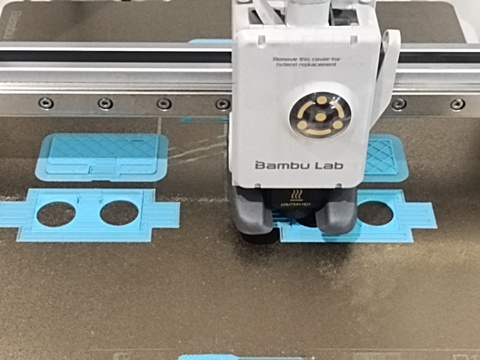 Remove this cover for
hotend replacement
Bambu Lab